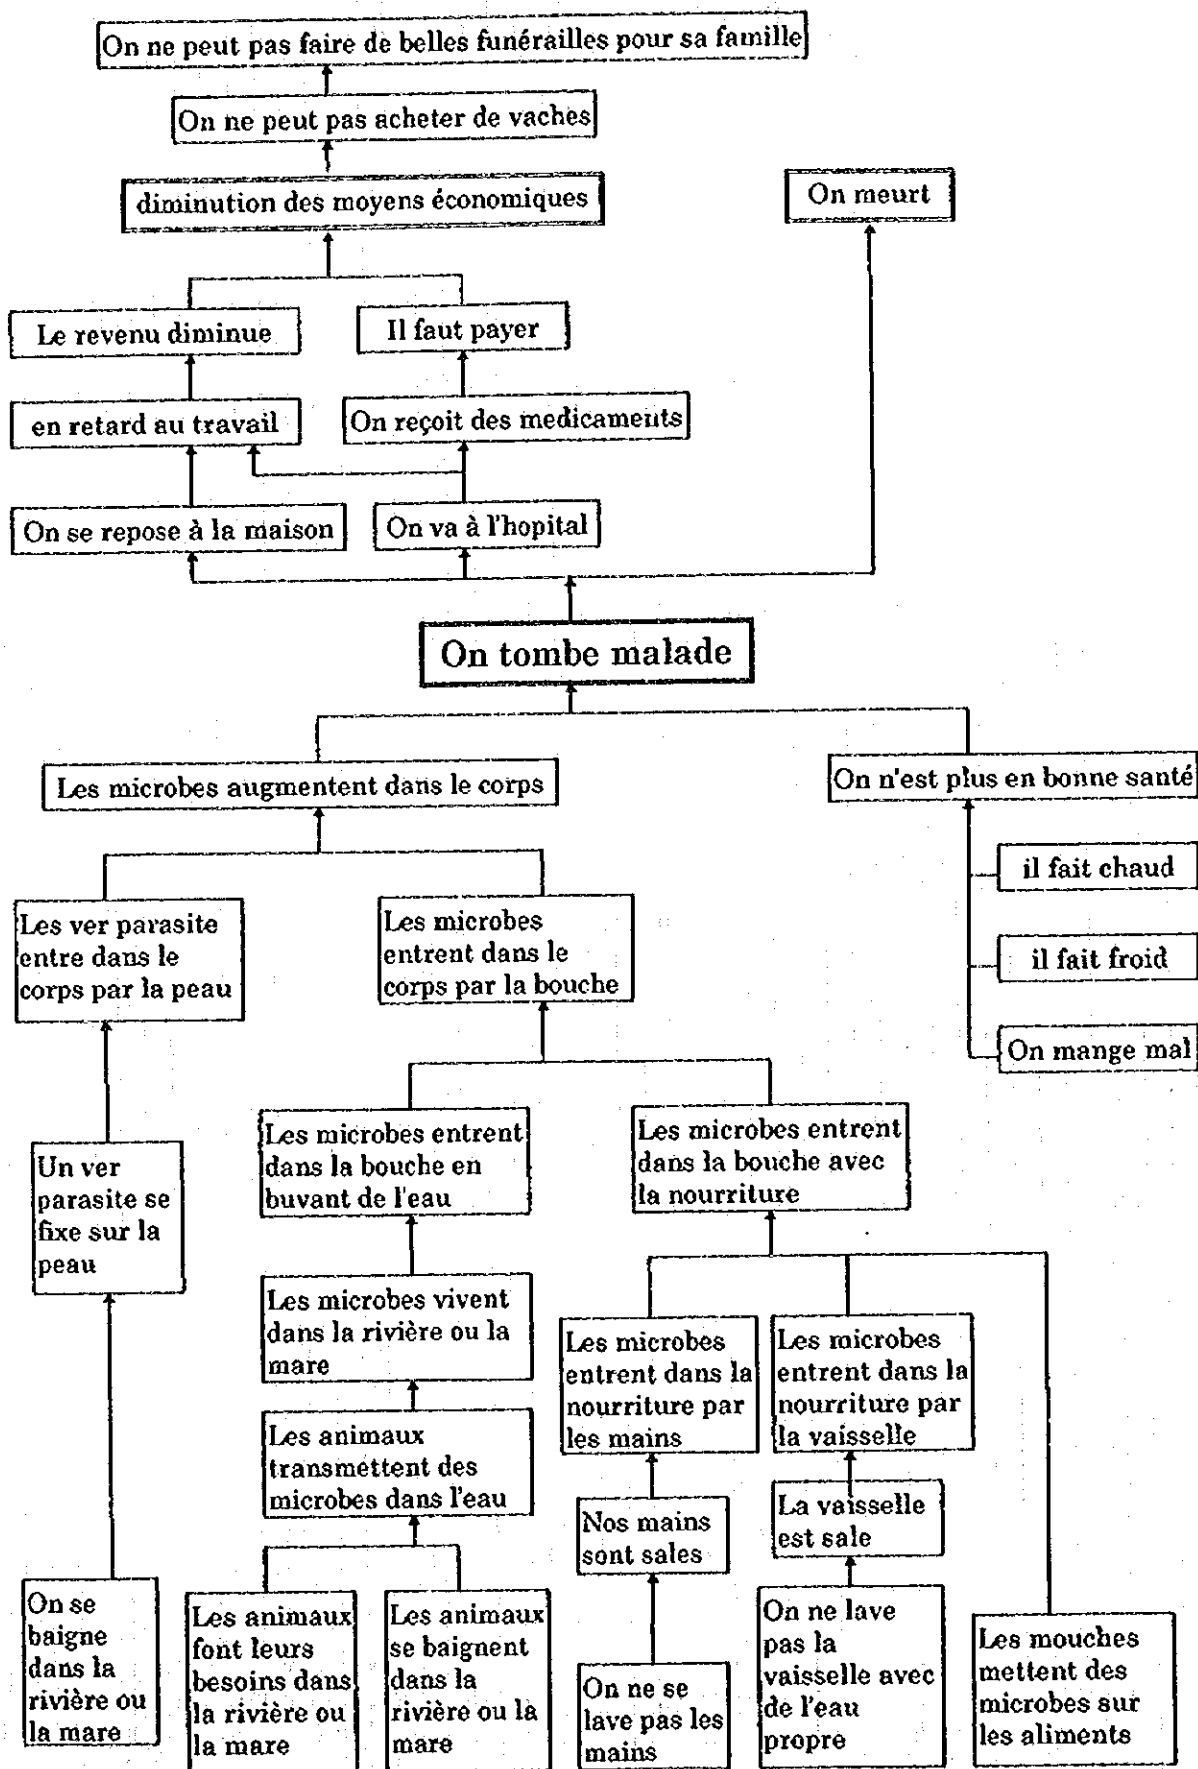 On ne peut pas faire de belles funérailles pour sa famille
On ne peut pas acheter de vaches
diminution des moyens économiques
On meurt
Le revenu diminue
Il faut payer
en retard au travail
On reçoit des medicaments
On se repose à la maison
On va à l'hopital
On tombe malade
Les microbes augmentent dans le corps
On n'est plus en bonne santé
il fait chaud
il fait froid
On mange mal
Les ver parasite
entre dans le
corps par la peau
Les microbes
entrent dans le
corps par la bouche
Un ver
parasite se
fixe sur la
peau
Les microbes entrent
dans la bouche en
buvant de l'eau
Les microbes entrent
dans la bouche avec
la nourriture
Les microbes vivent
dans la rivière ou la
mare
Les microbes
entrent dans la
nourriture par
les mains
Les microbes
entrent dans la
nourriture par
la vaisselle
Les animaux
transmettent des
microbes dans l'eau
Nos mains
sont sales
La vaisselle
est sale
On se
baigne
dans la
rivière ou
la mare
Les animaux
font leurs
besoins dans
la rivière ou
la mare
Les animaux
se baignent
dans la
rivière ou la
mare
On ne se
lave pas les
mains
On ne lave
pas la
vaisselle avec
de l'eau
propre
Les mouches
mettent des
microbes sur
les aliments